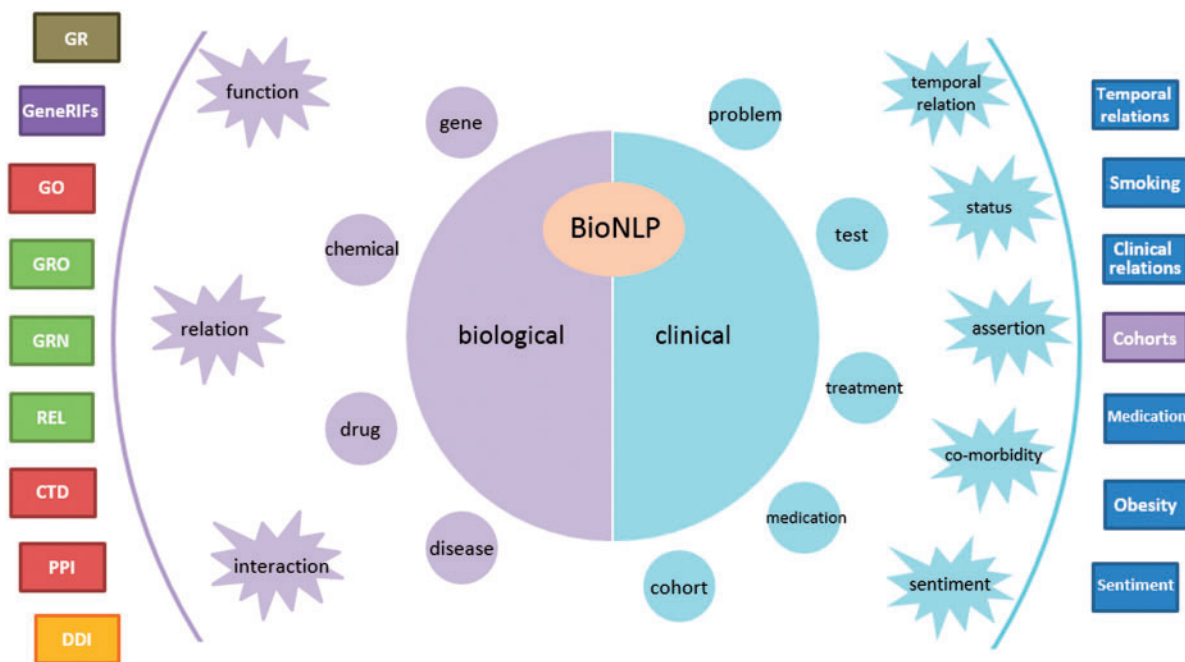 GR
GeneRIFs
GO
GRO
GRN
REL
CTD
PPI
DDI
function
relation
interaction
gene
chemical
drug
disease
BioNLP
biological
clinical
problem
test
treatment
medication
cohort
temporal
relation
status
assertion
co-morbidity
sentiment
Temporal
relations
Smoking
Clinical
relations
Cohorts
Medication
Obesity
Sentiment